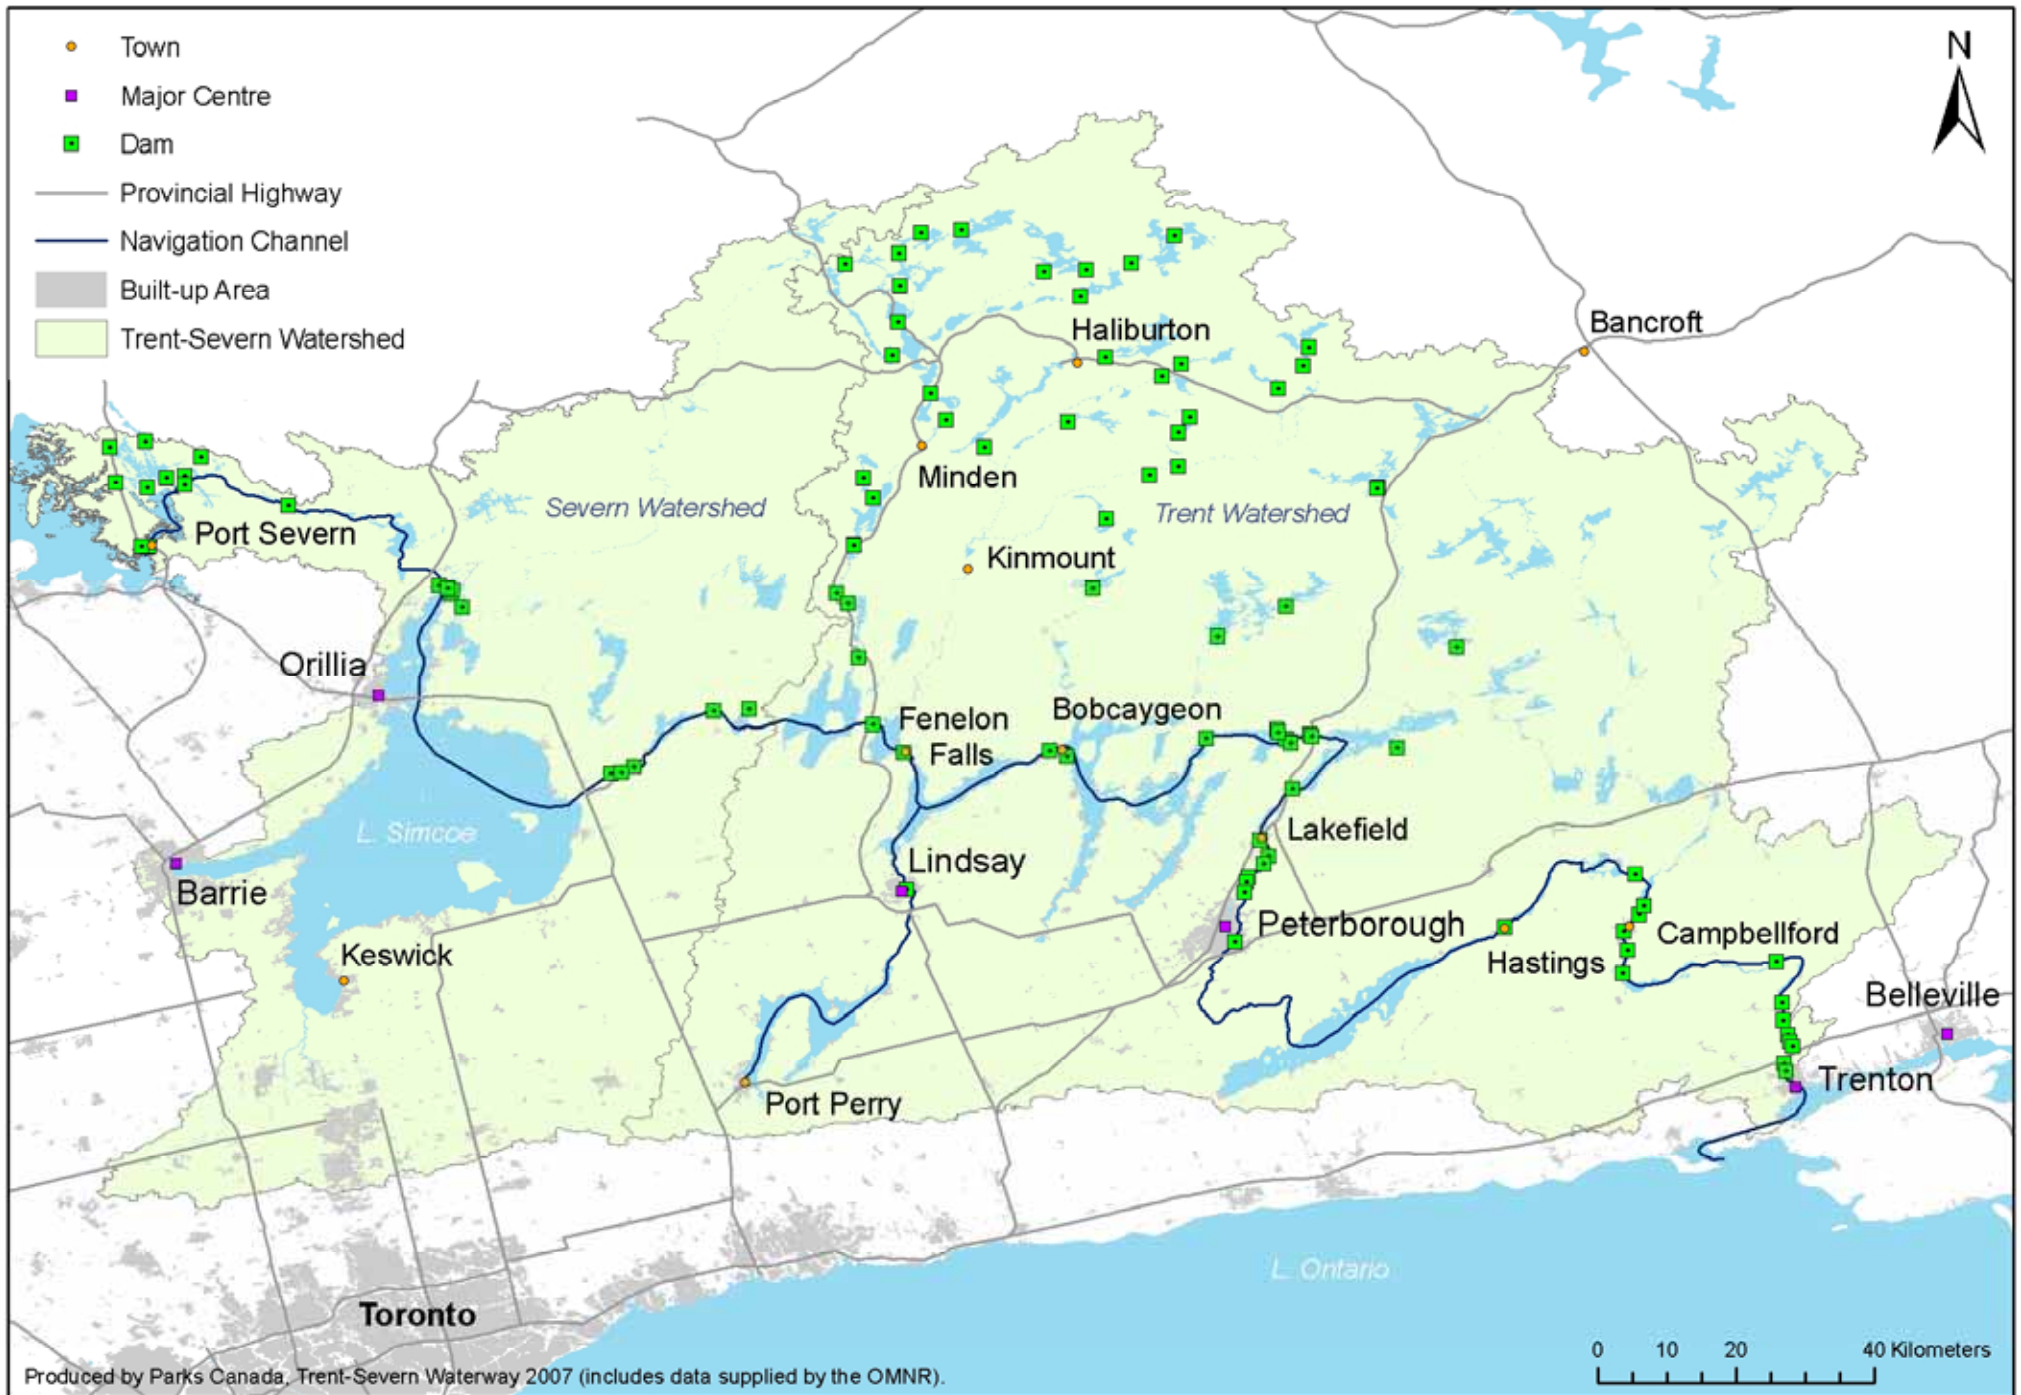 Town
Major Centre
Dam
Provincial Highway
Navigation Channel
Built-up Area
Trent-Severn Watershed
N
Haliburton
Bancroft
Minden
Severn Watershed
Trent Watershed
Port Severn
Kinmount
Orillia
Fenelon
Falls
Bobcaygeon
L. Simcoe
Lakefield
Lindsay
Barrie
Peterborough
Campbellford
Keswick
Hastings
Belleville
Trenton
Port Perry
L. Ontario
Toronto
0 10 20 40 Kilometers
Produced by Parks Canada, Trent-Severn Waterway 2007 (includes data supplied by the OMNR).